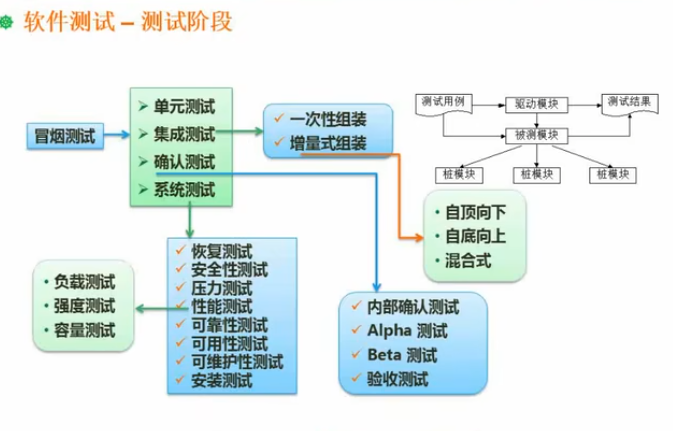 软件测试 – 测试阶段
冒烟测试
单元测试
集成测试
确认测试
系统测试
一次性组装
增量式组装
测试用例
驱动模块
测试结果
被测模块
桩模块
桩模块
桩模块
自顶向下
自底向上
混合式
恢复测试
安全性测试
压力测试
性能测试
可靠性测试
可用性测试
可维护性测试
安装测试
负载测试
强度测试
容量测试
内部确认测试
Alpha 测试
Beta 测试
验收测试